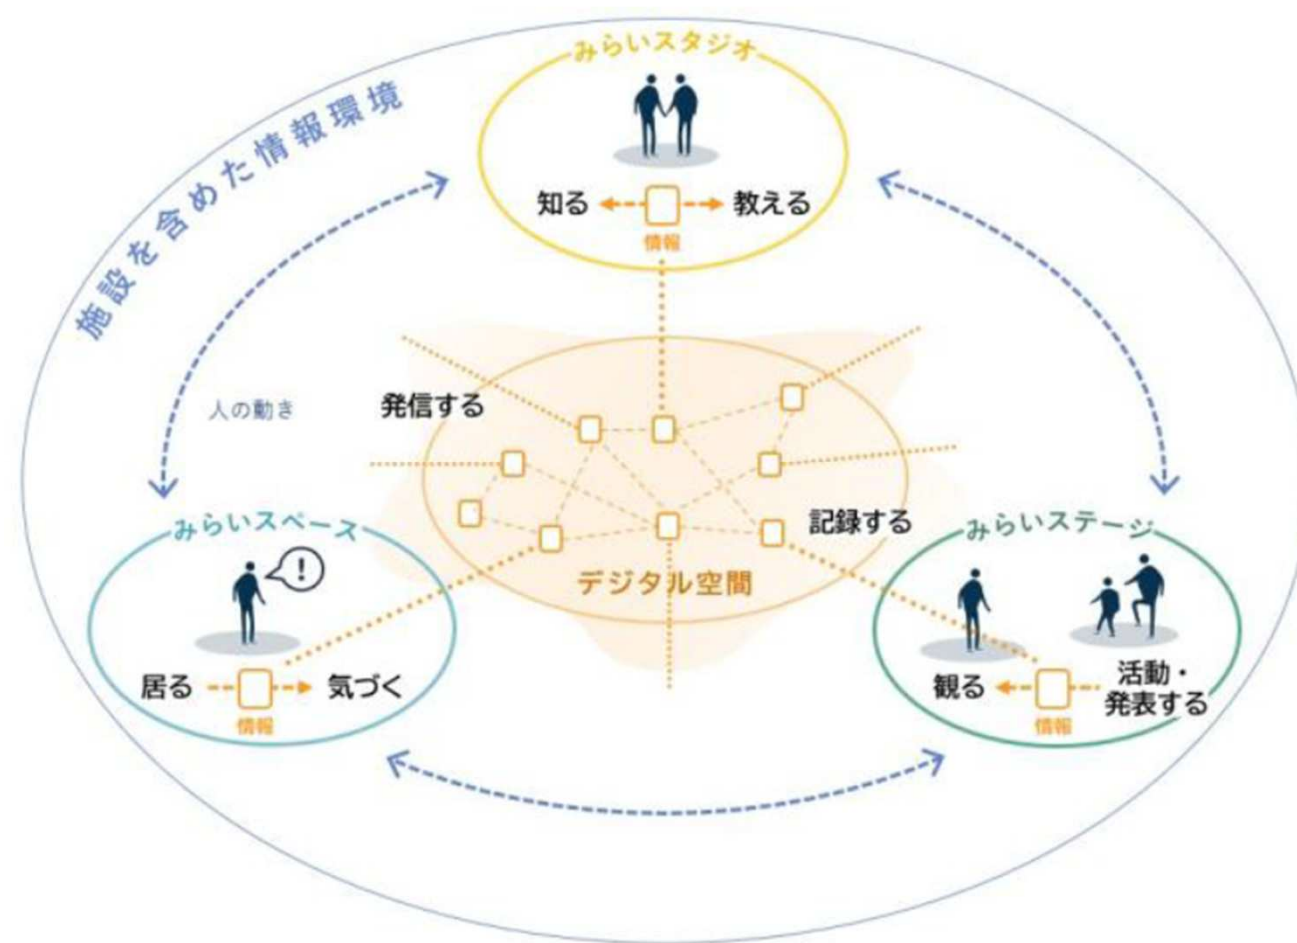 みらいスタジオ
施設を含めた情報環境
知る
教える
情報
人の動き
発信する
記録する
デジタル空間
みらいスペース
!
居る
気づく
情報
みらいステージ
観る
活動・
発表する
情報